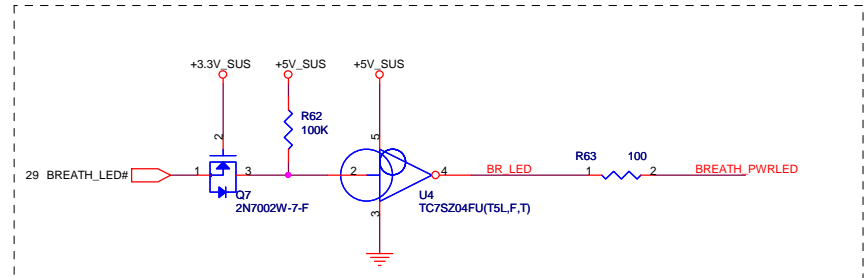 +3.3V_SUS
+5V_SUS
+5V_SUS
R62
100K
2
5
29 BREATH_LED#
1
3
2
4
BR_LED
R63
100
1
2
BREATH_PWRLED
Q7
2N7002W-7-F
3
U4
TC7SZ04FU(T5L,F,T)